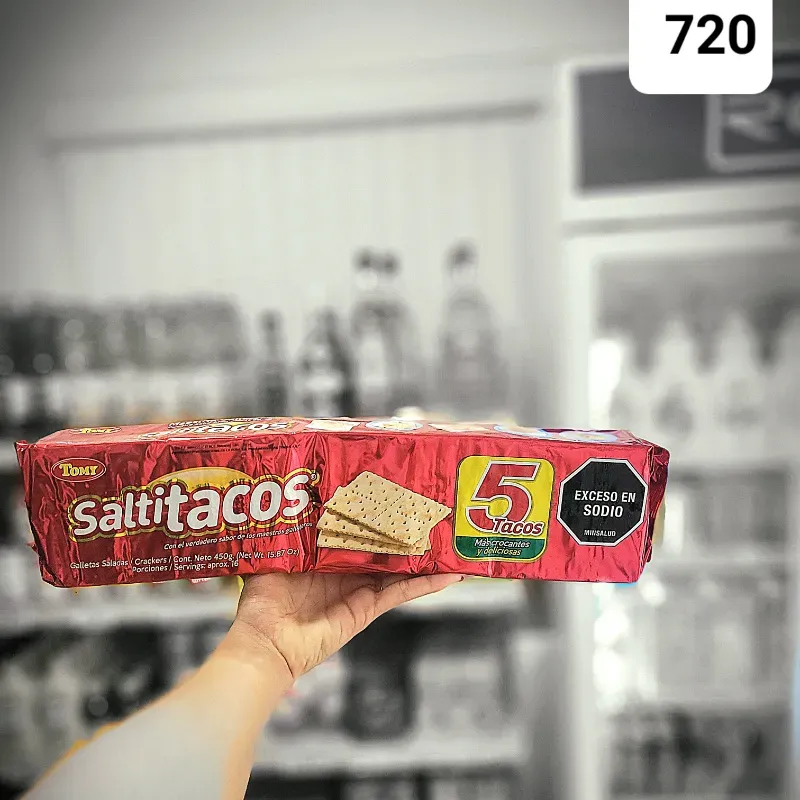 720
TOMY
Saltitacos®
Con el verdadero sabor de los maestros galleteros
Galletas Saladas / Crackers / Cont. Neto 450g. (Net Wt. 15.87 Oz)
Porciones / Servings: aprox. 16
5
Tacos
Más crocantes
y deliciosas
EXCESO EN
SODIO
MINSALUD